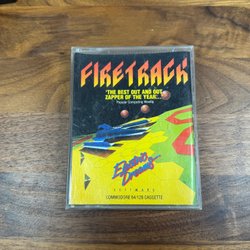 FIRETRACK
"THE BEST OUT AND OUT
ZAPPER OF THE YEAR..."
Popular Computing Weekly
Electric
Dreams
SOFTWARE
COMMODORE 64/128 CASSETTE